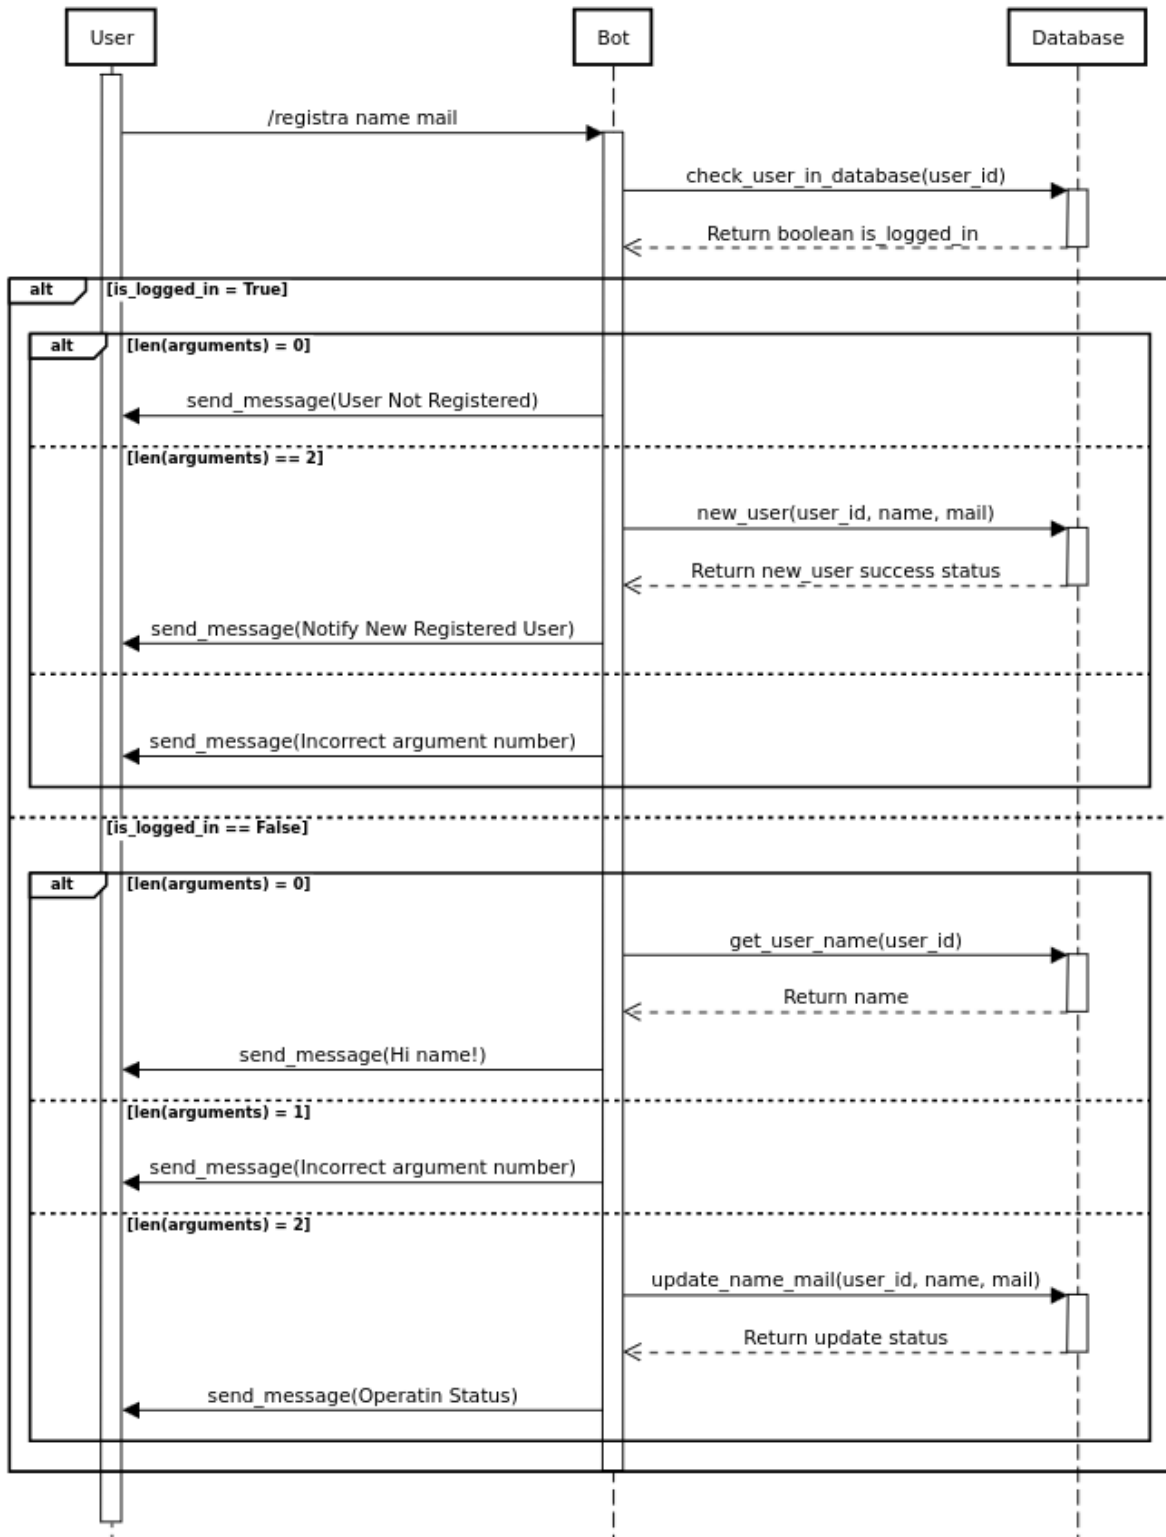 User
Bot
Database
/registra name mail
check_user_in_database(user_id)
Return boolean is_logged_in
alt
[is_logged_in = True]
alt
[len(arguments) = 0]
send_message(User Not Registered)
[len(arguments) == 2]
new_user(user_id, name, mail)
Return new_user success status
send_message(Notify New Registered User)
send_message(Incorrect argument number)
[is_logged_in == False]
alt
[len(arguments) = 0]
get_user_name(user_id)
Return name
send_message(Hi name!)
[len(arguments) = 1]
send_message(Incorrect argument number)
[len(arguments) = 2]
update_name_mail(user_id, name, mail)
Return update status
send_message(Operatin Status)